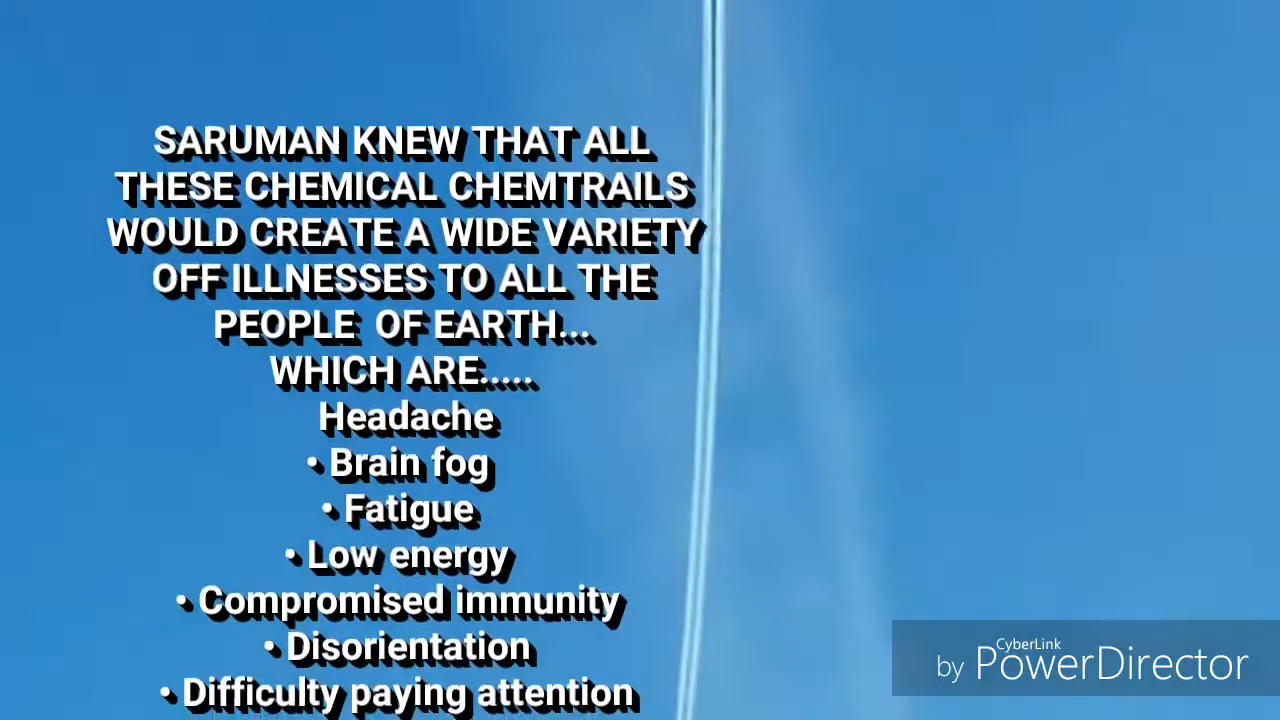 SARUMAN KNEW THAT ALL
THESE CHEMICAL CHEMTRAILS
WOULD CREATE A WIDE VARIETY
OFF ILLNESSES TO ALL THE
PEOPLE  OF EARTH...
WHICH ARE.....
Headache
• Brain fog
• Fatigue
• Low energy
• Compromised immunity
• Disorientation
• Difficulty paying attention
CyberLink
by PowerDirector